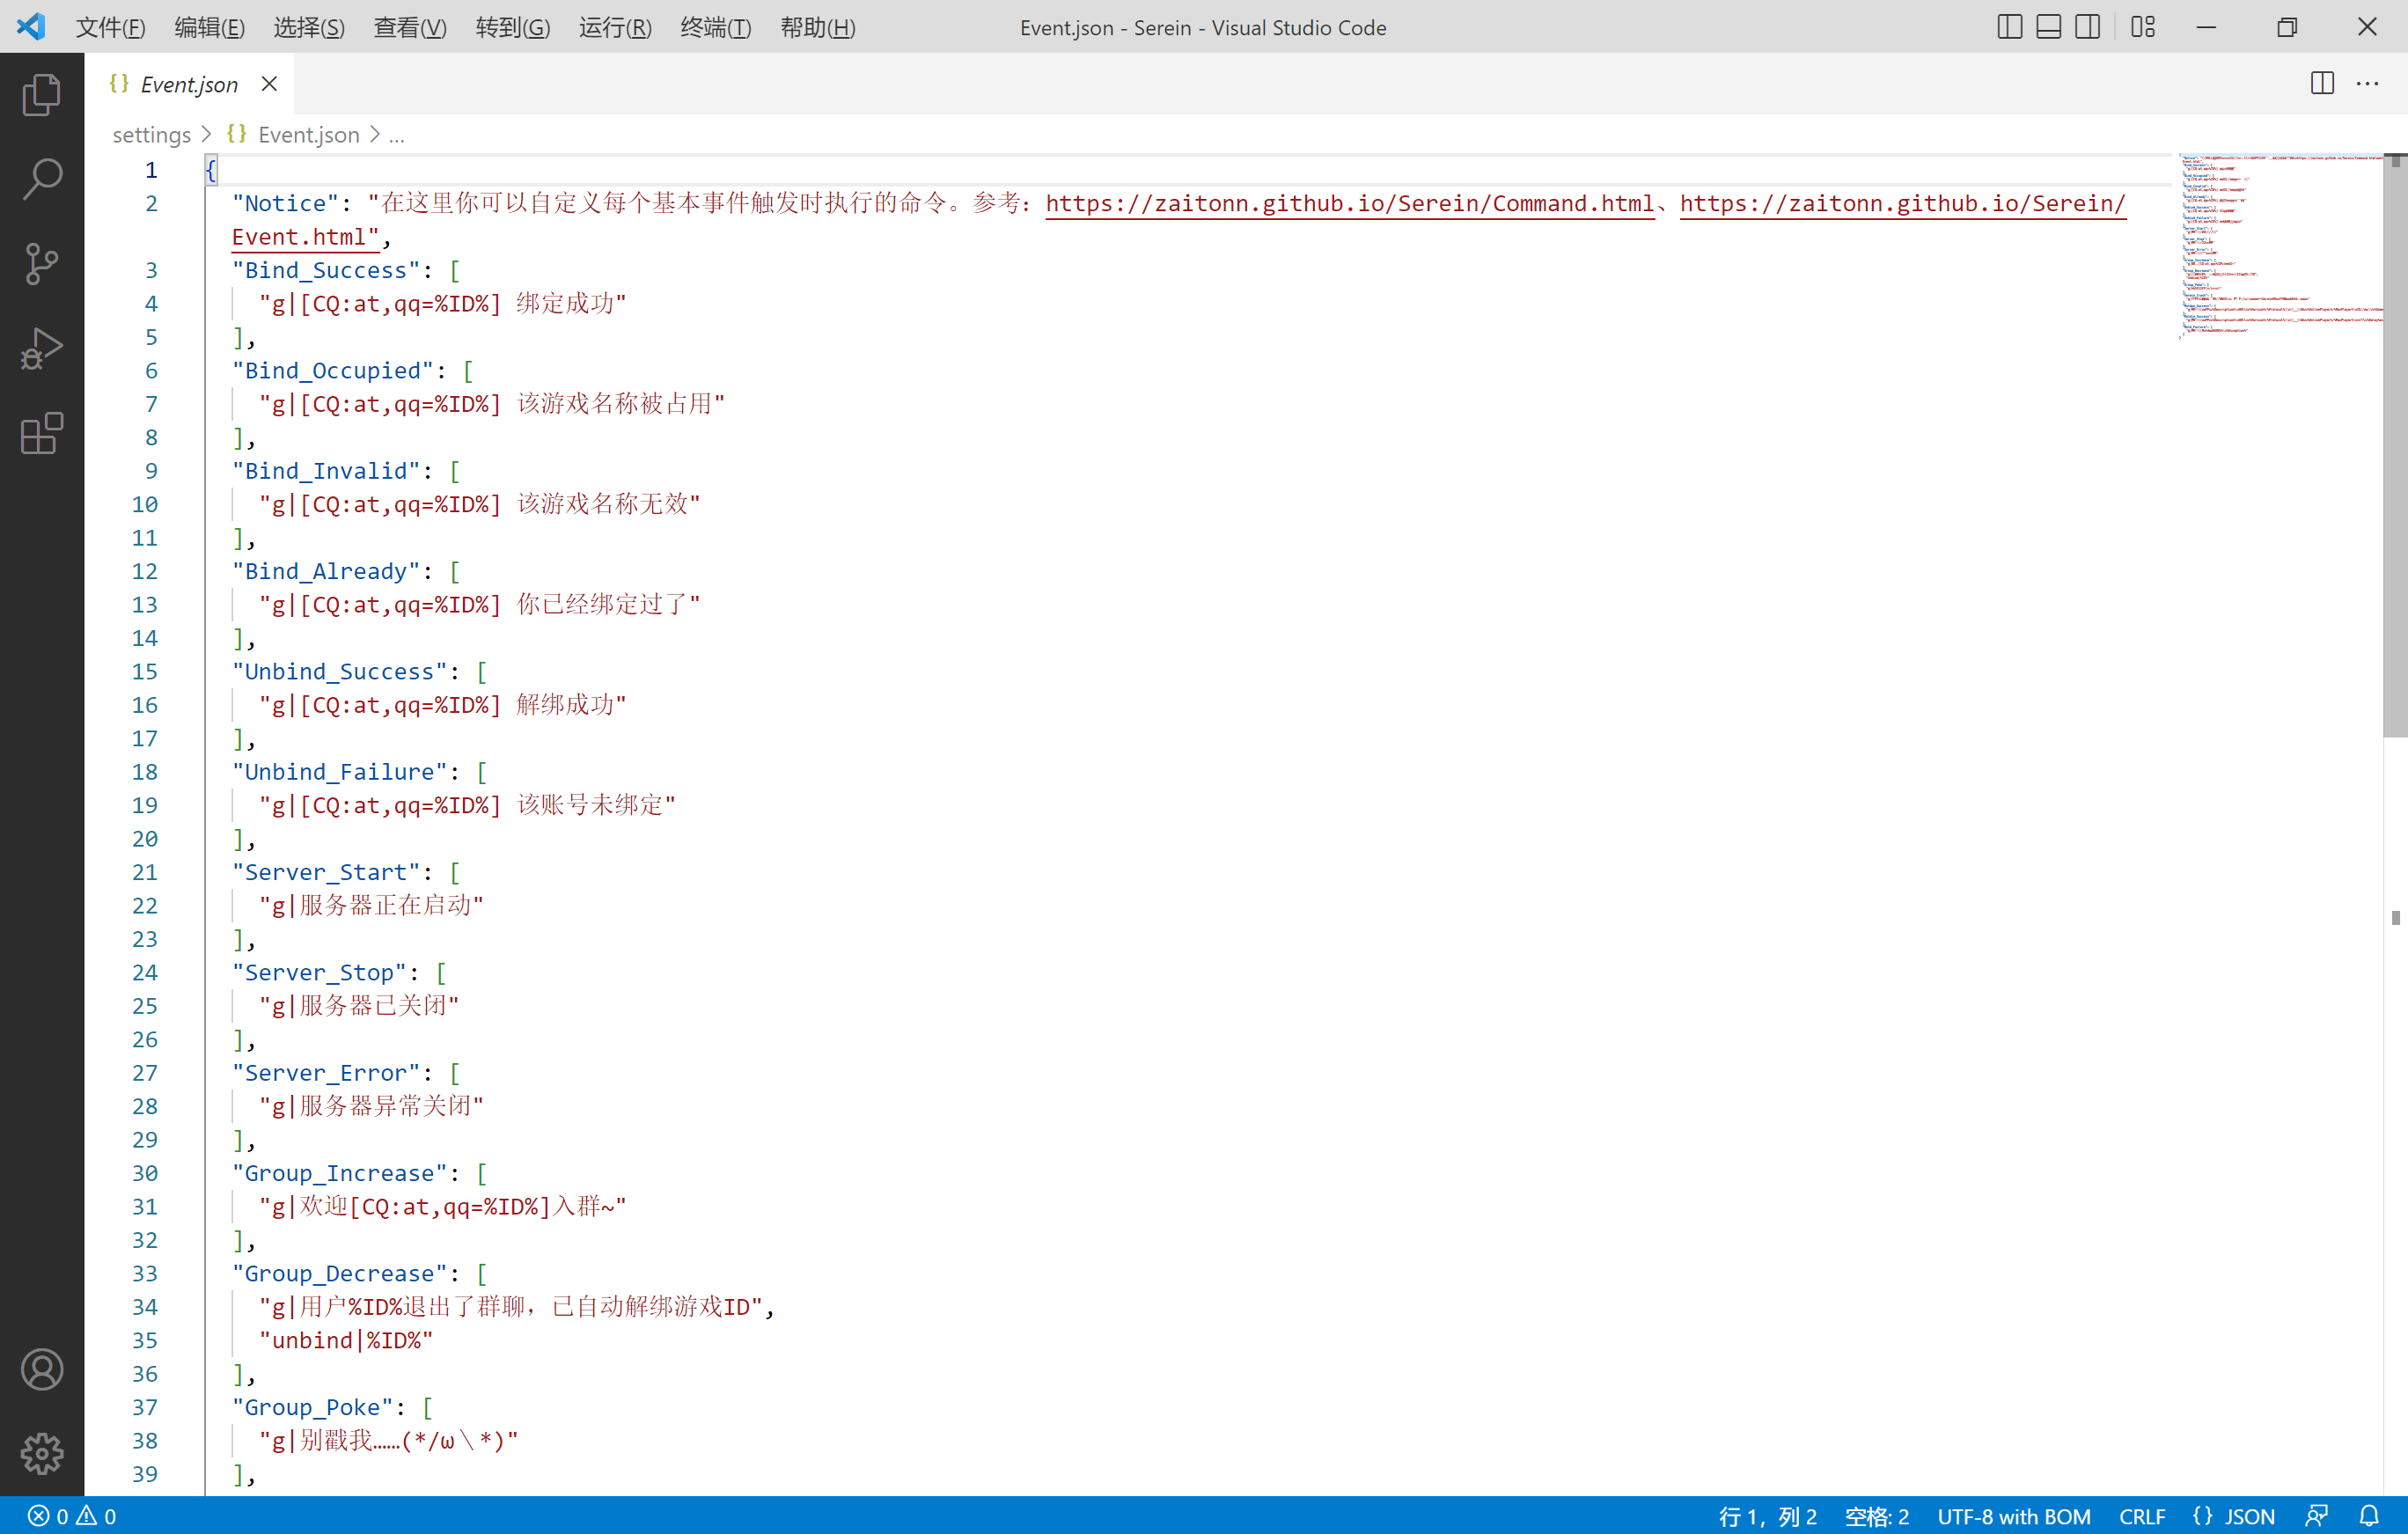 文件(F) 编辑(E) 选择(S) 查看(V) 转到(G) 运行(R) 终端(T) 帮助(H) Event.json - Serein - Visual Studio Code
{} Event.json
settings > {} Event.json > ...
1 {
2 "Notice": "在这里你可以自定义每个基本事件触发时执行的命令。参考：https://zaitonn.github.io/Serein/Command.html、https://zaitonn.github.io/Serein/
Event.html",
3 "Bind_Success": [
4 "g|[CQ:at,qq=%ID%] 绑定成功"
5 ],
6 "Bind_Occupied": [
7 "g|[CQ:at,qq=%ID%] 该游戏名称被占用"
8 ],
9 "Bind_Invalid": [
10 "g|[CQ:at,qq=%ID%] 该游戏名称无效"
11 ],
12 "Bind_Already": [
13 "g|[CQ:at,qq=%ID%] 你已经绑定过了"
14 ],
15 "Unbind_Success": [
16 "g|[CQ:at,qq=%ID%] 解绑成功"
17 ],
18 "Unbind_Failure": [
19 "g|[CQ:at,qq=%ID%] 该账号未绑定"
20 ],
21 "Server_Start": [
22 "g|服务器正在启动"
23 ],
24 "Server_Stop": [
25 "g|服务器已关闭"
26 ],
27 "Server_Error": [
28 "g|服务器异常关闭"
29 ],
30 "Group_Increase": [
31 "g|欢迎[CQ:at,qq=%ID%]入群~"
32 ],
33 "Group_Decrease": [
34 "g|用户%ID%退出了群聊，已自动解绑游戏ID",
35 "unbind|%ID%"
36 ],
37 "Group_Poke": [
38 "g|别戳我……(*/ω＼*)"
39 ],
0 0 行 1，列 2 空格: 2 UTF-8 with BOM CRLF {} JSON